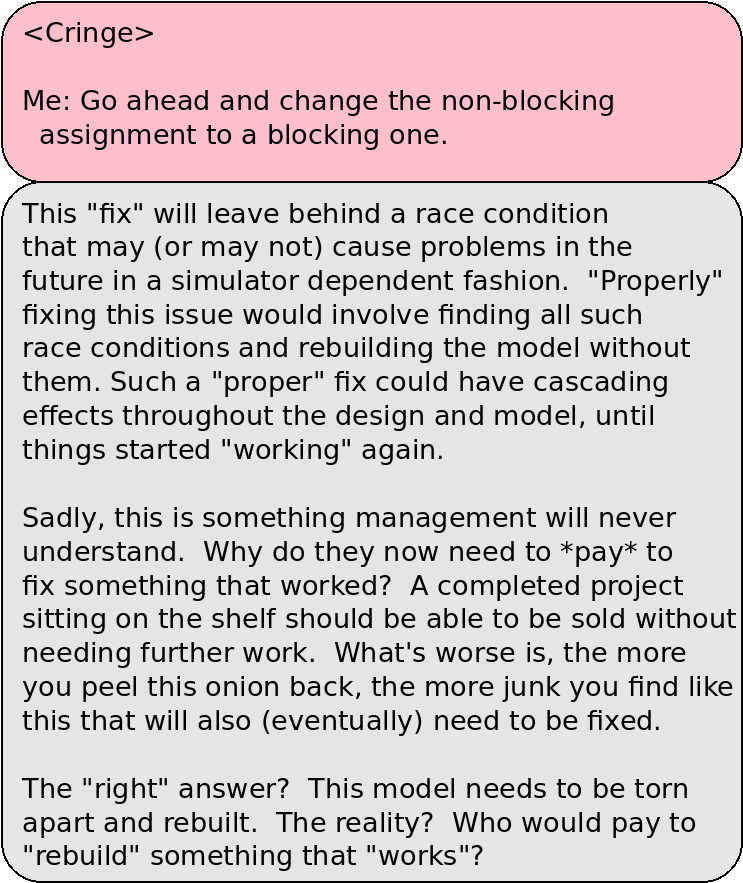 <Cringe>
Me: Go ahead and change the non-blocking
assignment to a blocking one.
This "fix" will leave behind a race condition
that may (or may not) cause problems in the
future in a simulator dependent fashion.  "Properly"
fixing this issue would involve finding all such
race conditions and rebuilding the model without
them. Such a "proper" fix could have cascading
effects throughout the design and model, until
things started "working" again.
Sadly, this is something management will never
understand.  Why do they now need to *pay* to
fix something that worked?  A completed project
sitting on the shelf should be able to be sold without
needing further work.  What's worse is, the more
you peel this onion back, the more junk you find like
this that will also (eventually) need to be fixed.
The "right" answer?  This model needs to be torn
apart and rebuilt.  The reality?  Who would pay to
"rebuild" something that "works"?